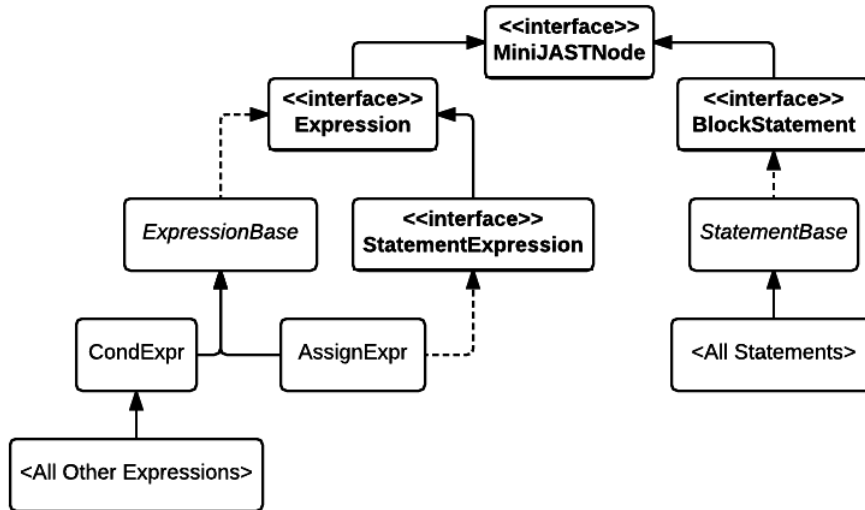 <<interface>>
MiniJASTNode
<<interface>>
Expression
<<interface>>
BlockStatement
ExpressionBase
<<interface>>
StatementExpression
StatementBase
CondExpr
AssignExpr
<All Statements>
<All Other Expressions>